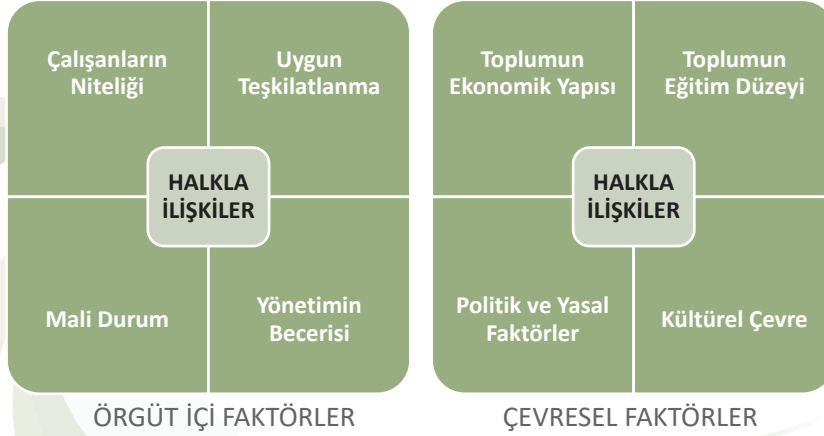 Çalışanların
Niteliği
Uygun
Teşkilatlanma
HALKLA
İLİŞKİLER
Mali Durum
Yönetimin
Becerisi
ÖRGÜT İÇİ FAKTÖRLER
Toplumun
Ekonomik Yapısı
Toplumun
Eğitim Düzeyi
HALKLA
İLİŞKİLER
Politik ve Yasal
Faktörler
Kültürel Çevre
ÇEVRESEL FAKTÖRLER